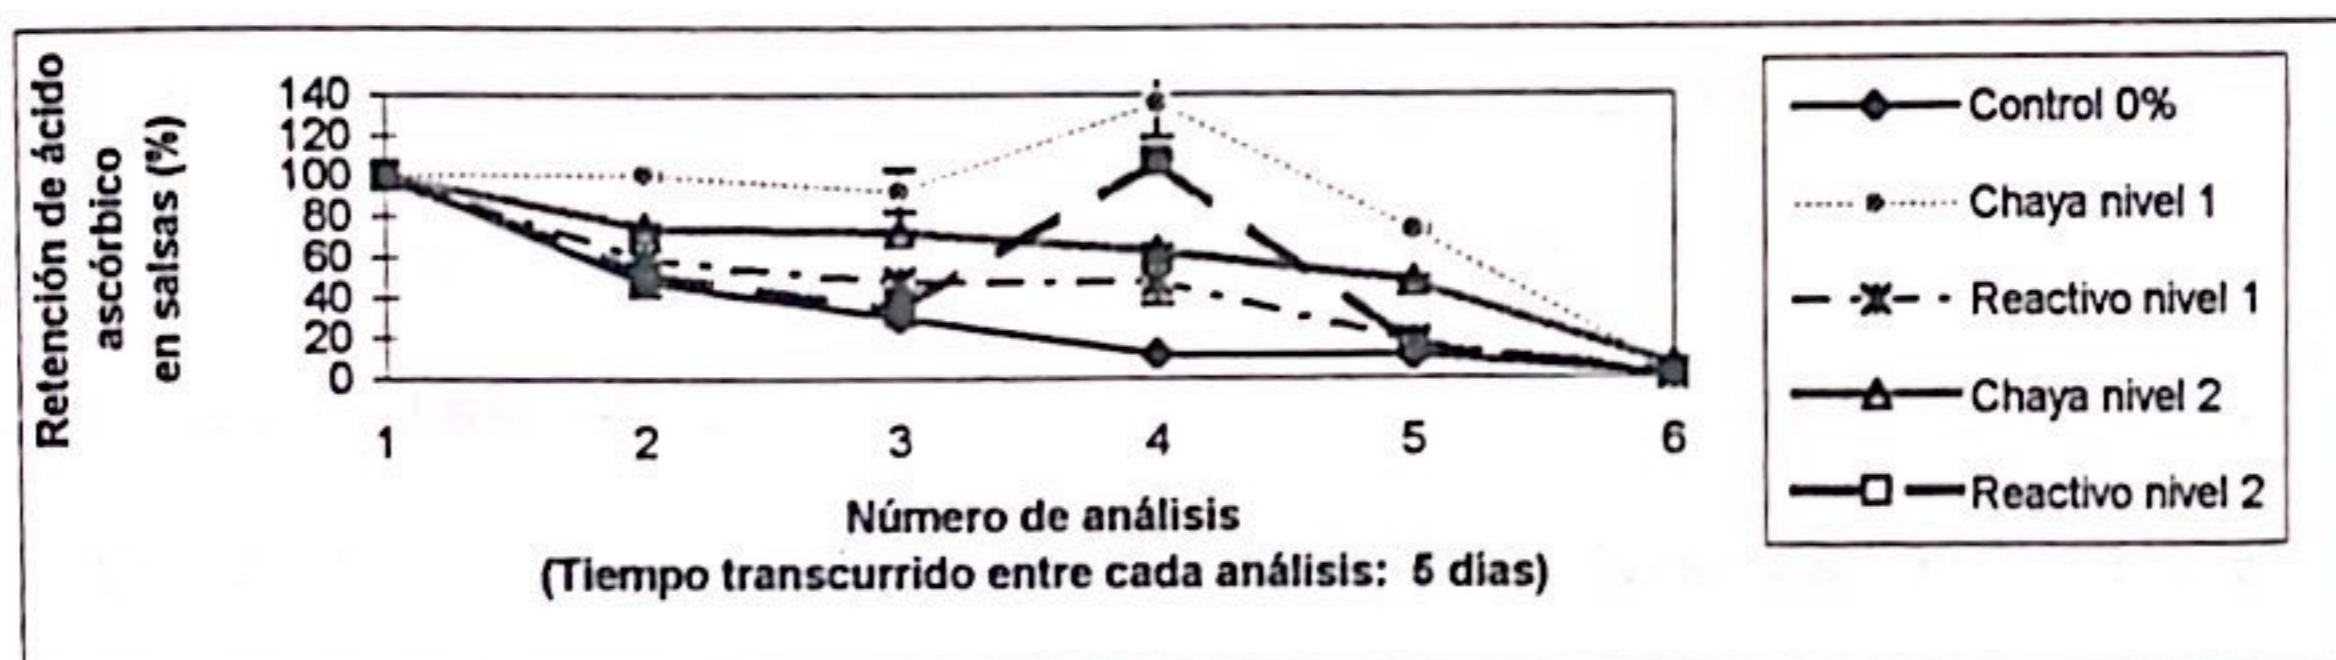 Retención de ácido
ascórbico
en salsas (%)
140
120
100
80
60
40
20
0
1 2 3 4 5 6
Número de análisis
(Tiempo transcurrido entre cada análisis: 5 días)
Control 0%
Chaya nivel 1
Reactivo nivel 1
Chaya nivel 2
Reactivo nivel 2